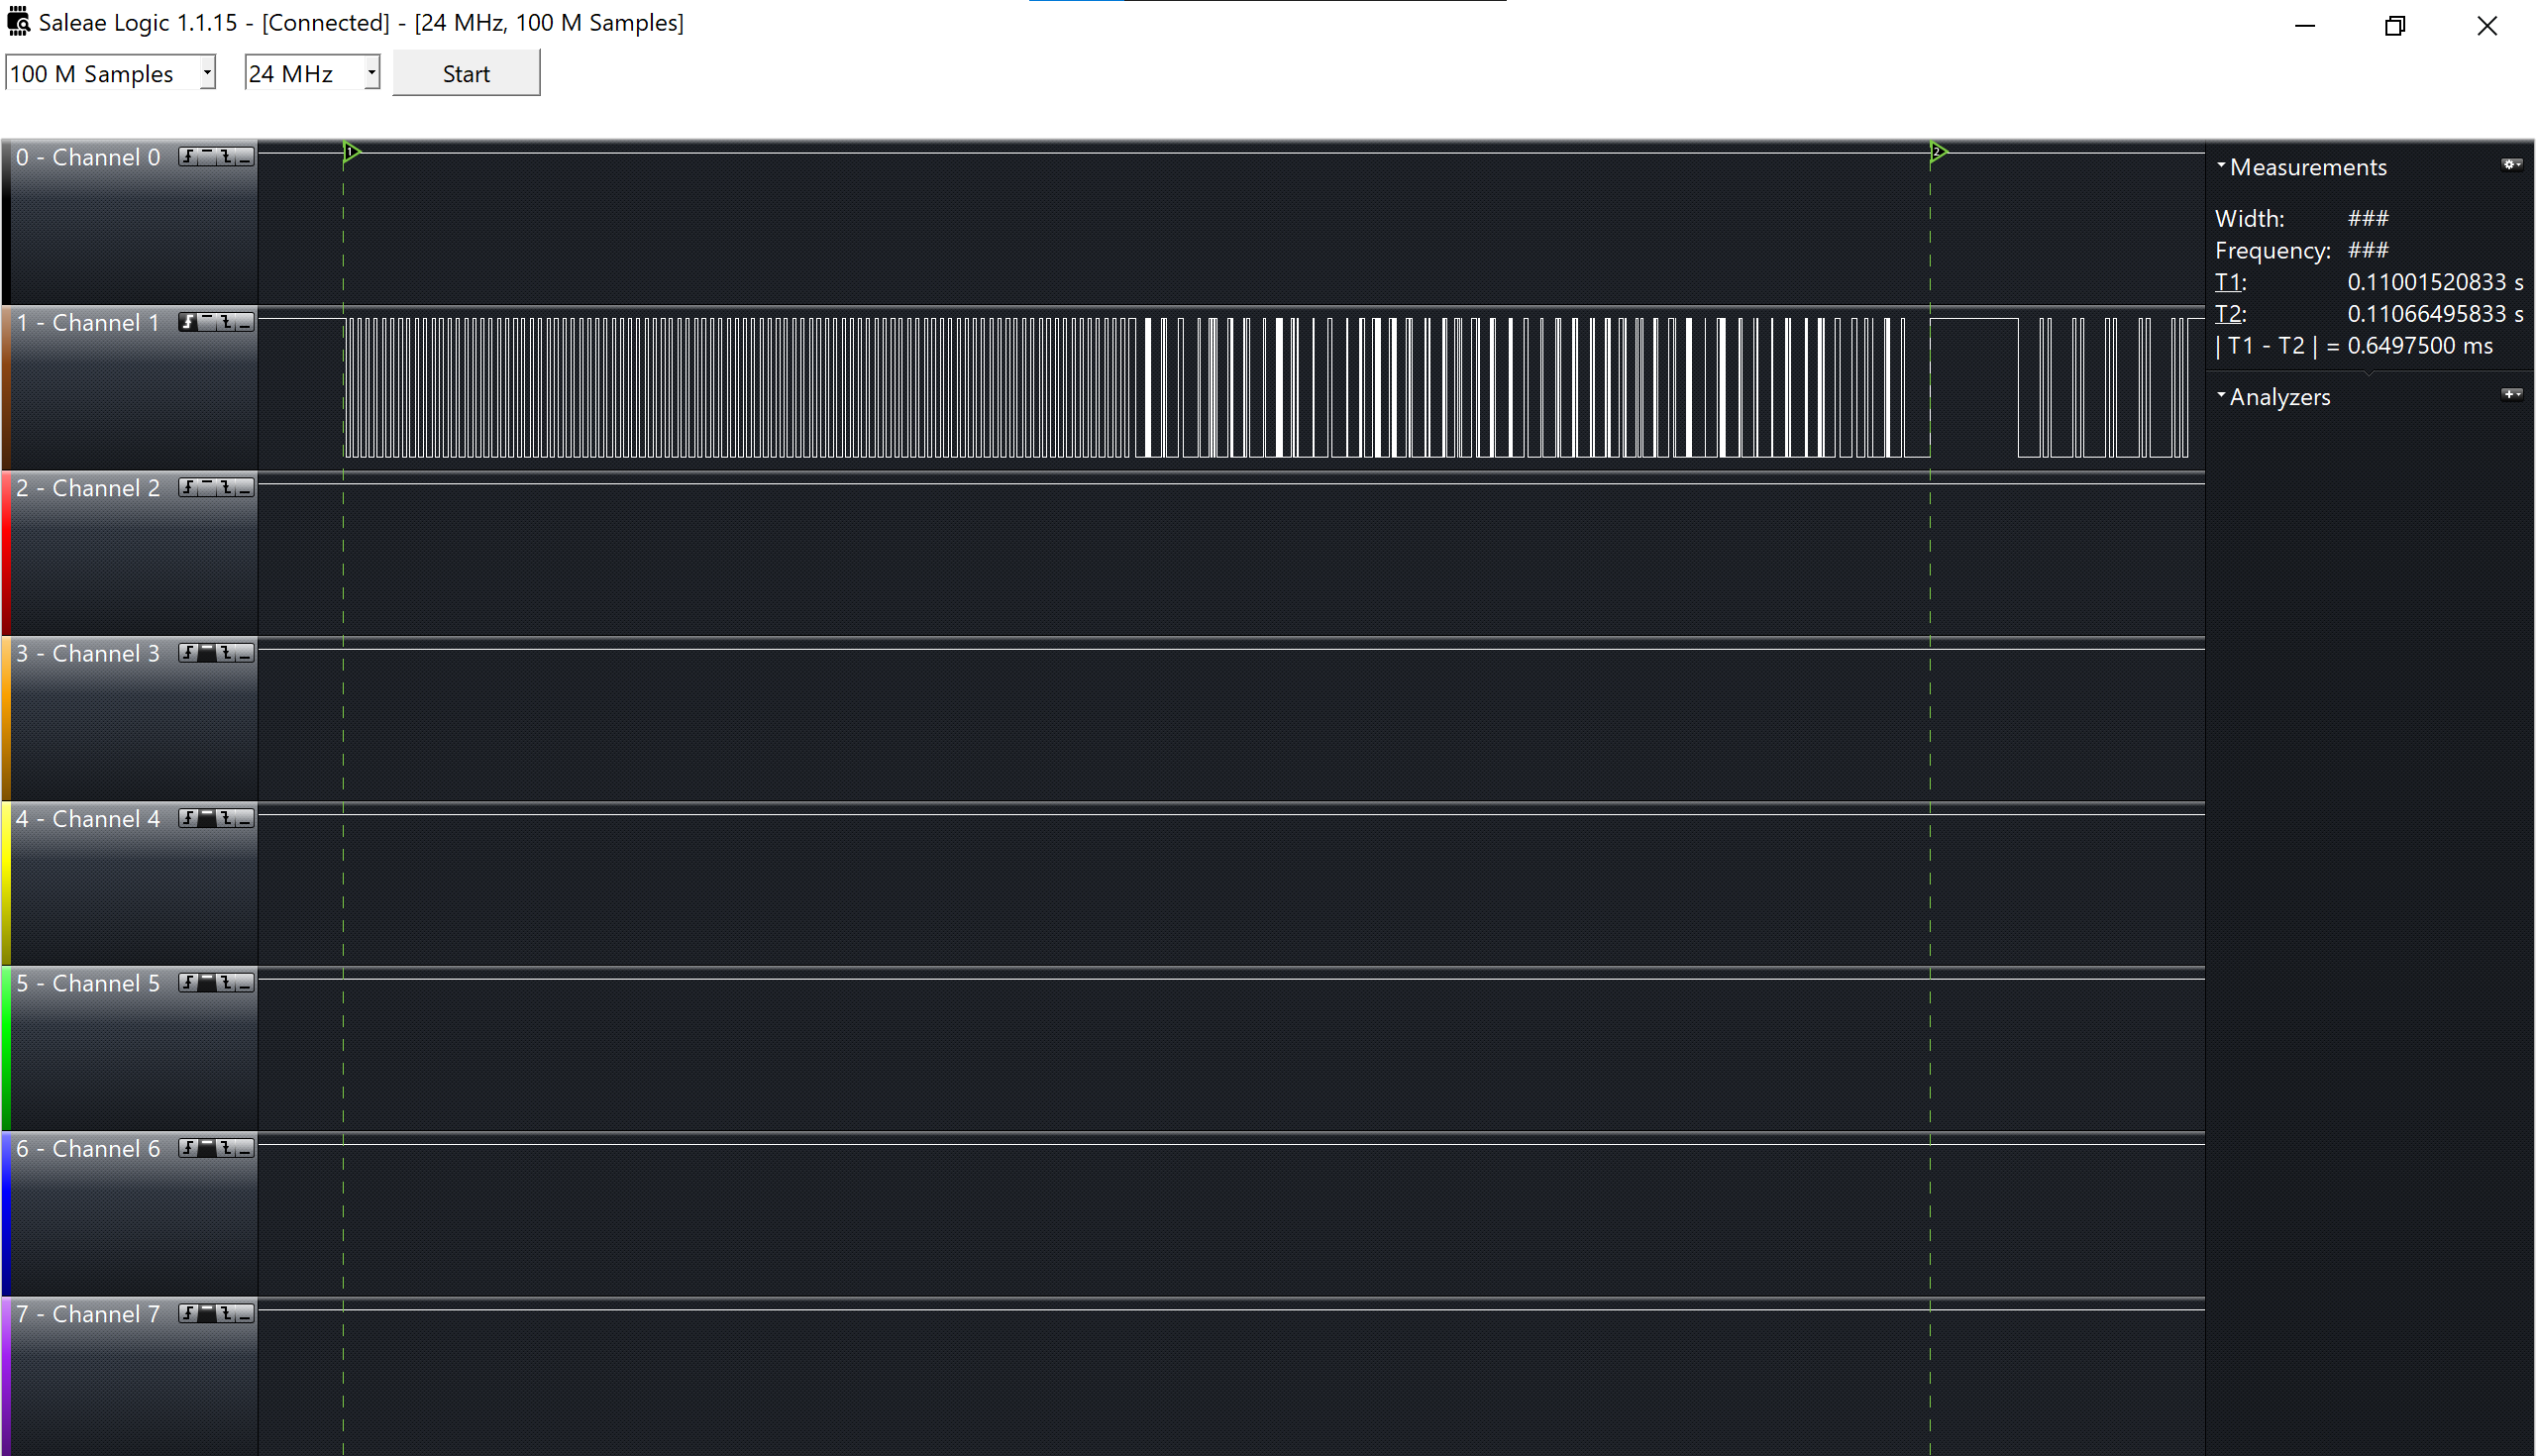 Saleae Logic 1.1.15 - [Connected] - [24 MHz, 100 M Samples]
100 M Samples
24 MHz
Start
0 - Channel 0
1
2
1 - Channel 1
2 - Channel 2
3 - Channel 3
4 - Channel 4
5 - Channel 5
6 - Channel 6
7 - Channel 7
Measurements
Width: ###
Frequency: ###
T1: 0.11001520833 s
T2: 0.11066495833 s
| T1 - T2 | = 0.6497500 ms
Analyzers